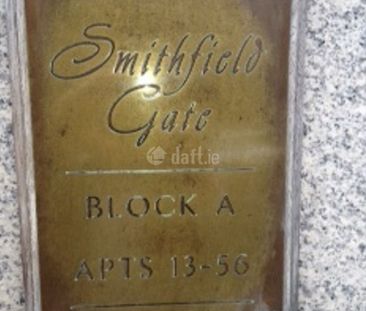 Smithfield
Gate
daft.ie
BLOCK A
APTS 13-56